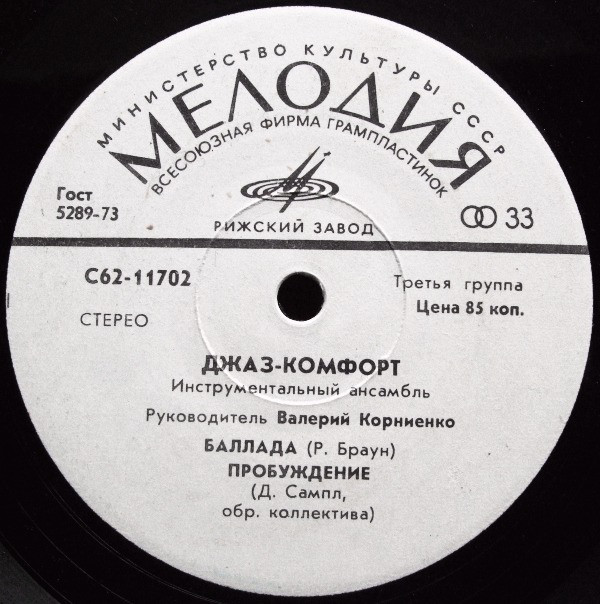 МИНИСТЕРСТВО КУЛЬТУРЫ СССР
МЕЛОДИЯ
ВСЕСОЮЗНАЯ ФИРМА ГРАМПЛАСТИНОК
Гост
5289-73
33
РИЖСКИЙ ЗАВОД
С62-11702
Третья группа
Цена 85 коп.
СТЕРЕО
ДЖАЗ-КОМФОРТ
Инструментальный ансамбль
Руководитель Валерий Корниенко
БАЛЛАДА (Р. Браун)
ПРОБУЖДЕНИЕ
(Д. Сампл,
обр. коллектива)